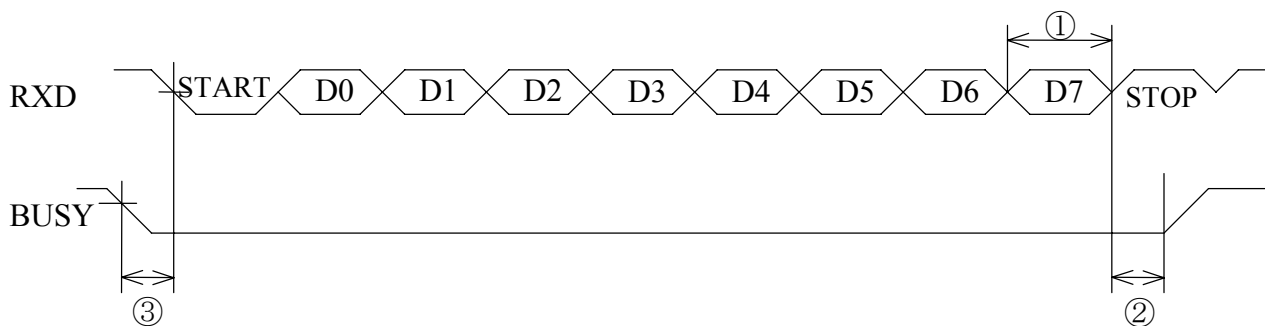 ①
RXD START D0 D1 D2 D3 D4 D5 D6 D7 STOP
BUSY
③ ②